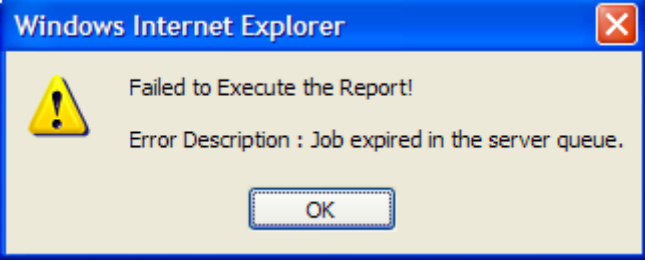 Windows Internet Explorer
Failed to Execute the Report!
Error Description : Job expired in the server queue.
OK